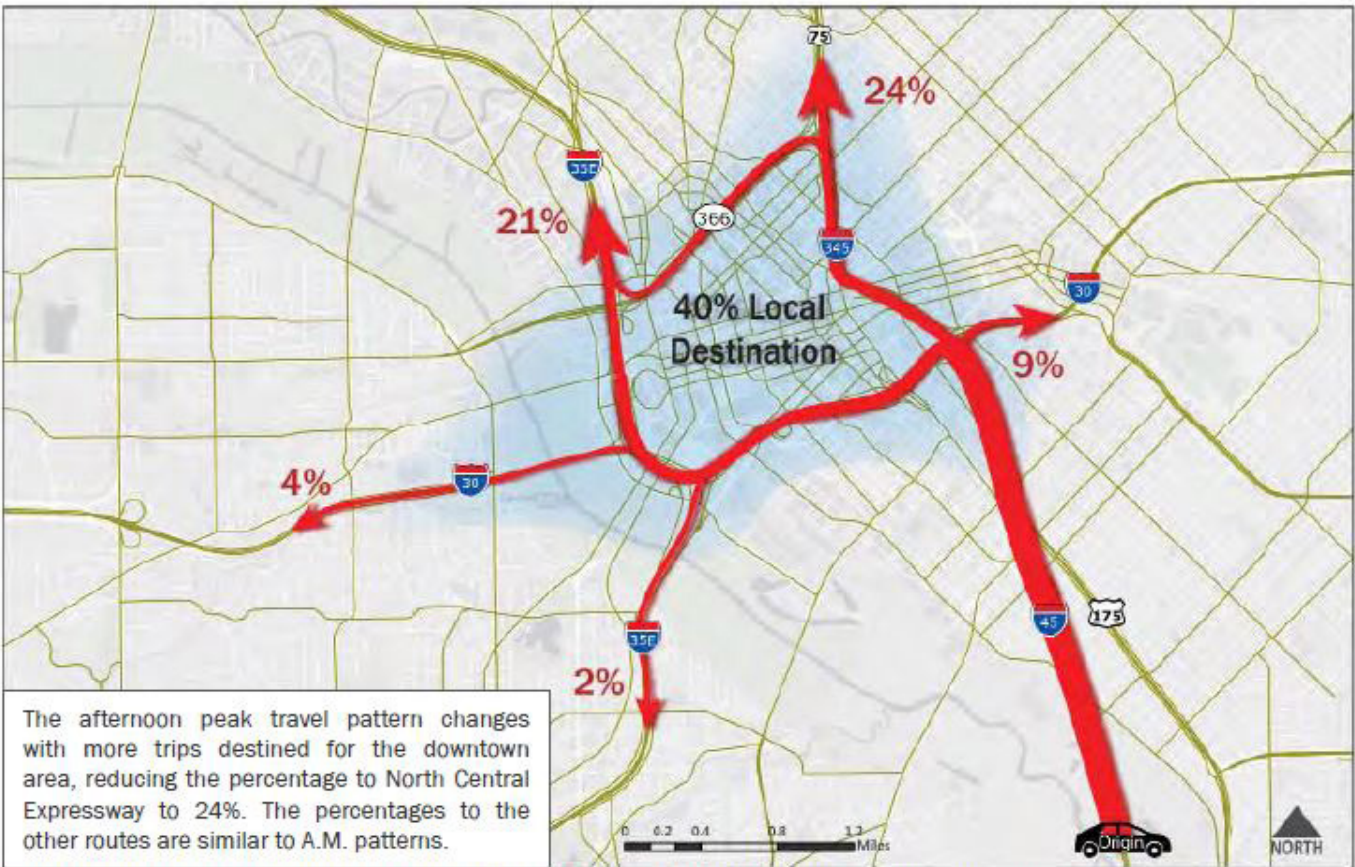 75
24%
35E
21%
366
345
40% Local
Destination
30
9%
4%
30
45
175
35E
2%
The afternoon peak travel pattern changes
with more trips destined for the downtown
area, reducing the percentage to North Central
Expressway to 24%. The percentages to the
other routes are similar to A.M. patterns.
0 0.2 0.4 0.8 1.2
Miles
Origin
NORTH